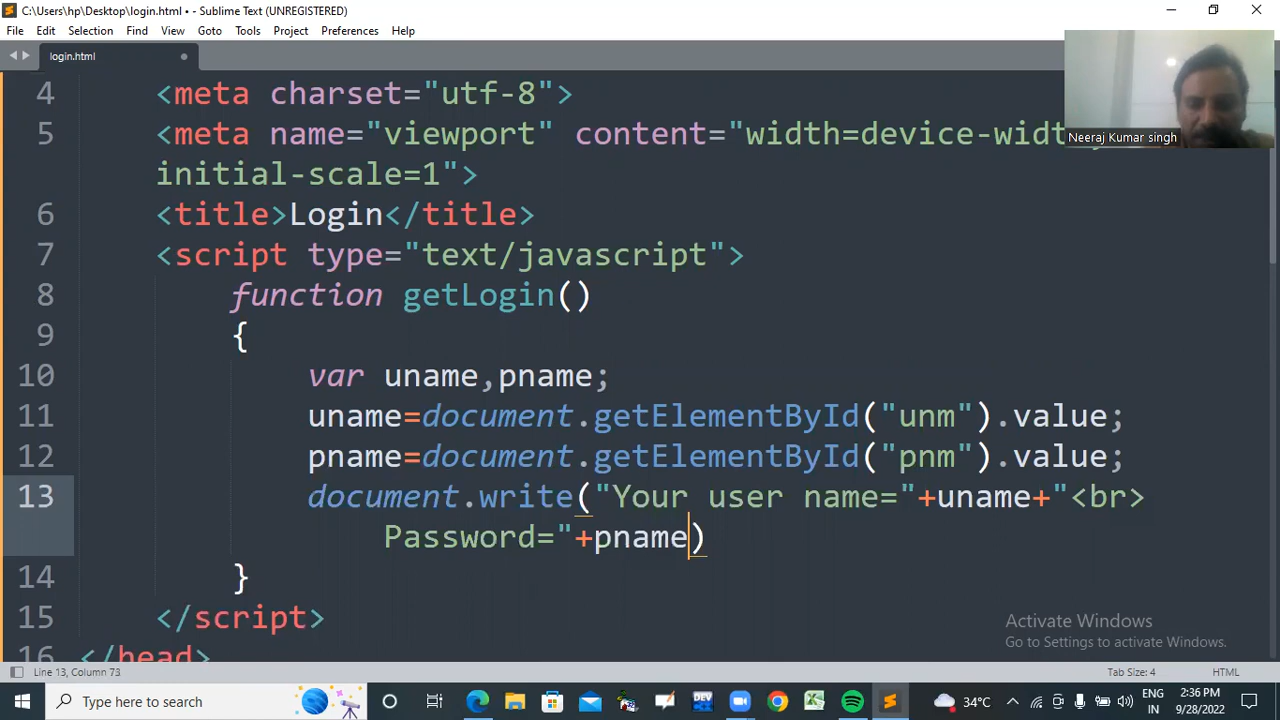 C:\Users\hp\Desktop\login.html • - Sublime Text (UNREGISTERED)
File Edit Selection Find View Goto Tools Project Preferences Help
login.html
Neeraj Kumar singh
4 <meta charset="utf-8">
5 <meta name="viewport" content="width=device-width
initial-scale=1">
6 <title>Login</title>
7 <script type="text/javascript">
8 function getLogin()
9 {
10 var uname,pname;
11 uname=document.getElementById("unm").value;
12 pname=document.getElementById("pnm").value;
13 document.write("Your user name="+uname+"<br>
Password="+pname)
14 }
15 </script>
16 </head>
Activate Windows
Go to Settings to activate Windows.
Line 13, Column 73
Tab Size: 4
HTML
Type here to search
DEV
34°C
ENG
IN
2:36 PM
9/28/2022